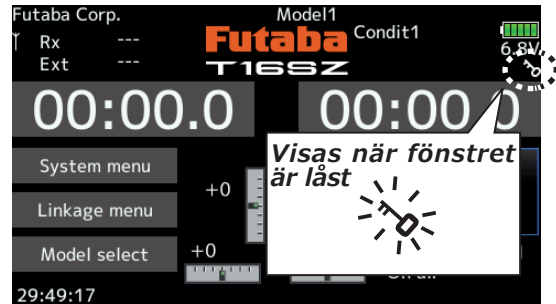 Futaba Corp.
Model1
Rx ---
Ext ---
Futaba
T16SZ
Condit1
6.8V
00:00.0
00:00.0
System menu
Linkage menu
Model select
+0
+0
Visas när fönstret
är låst
29:49:17